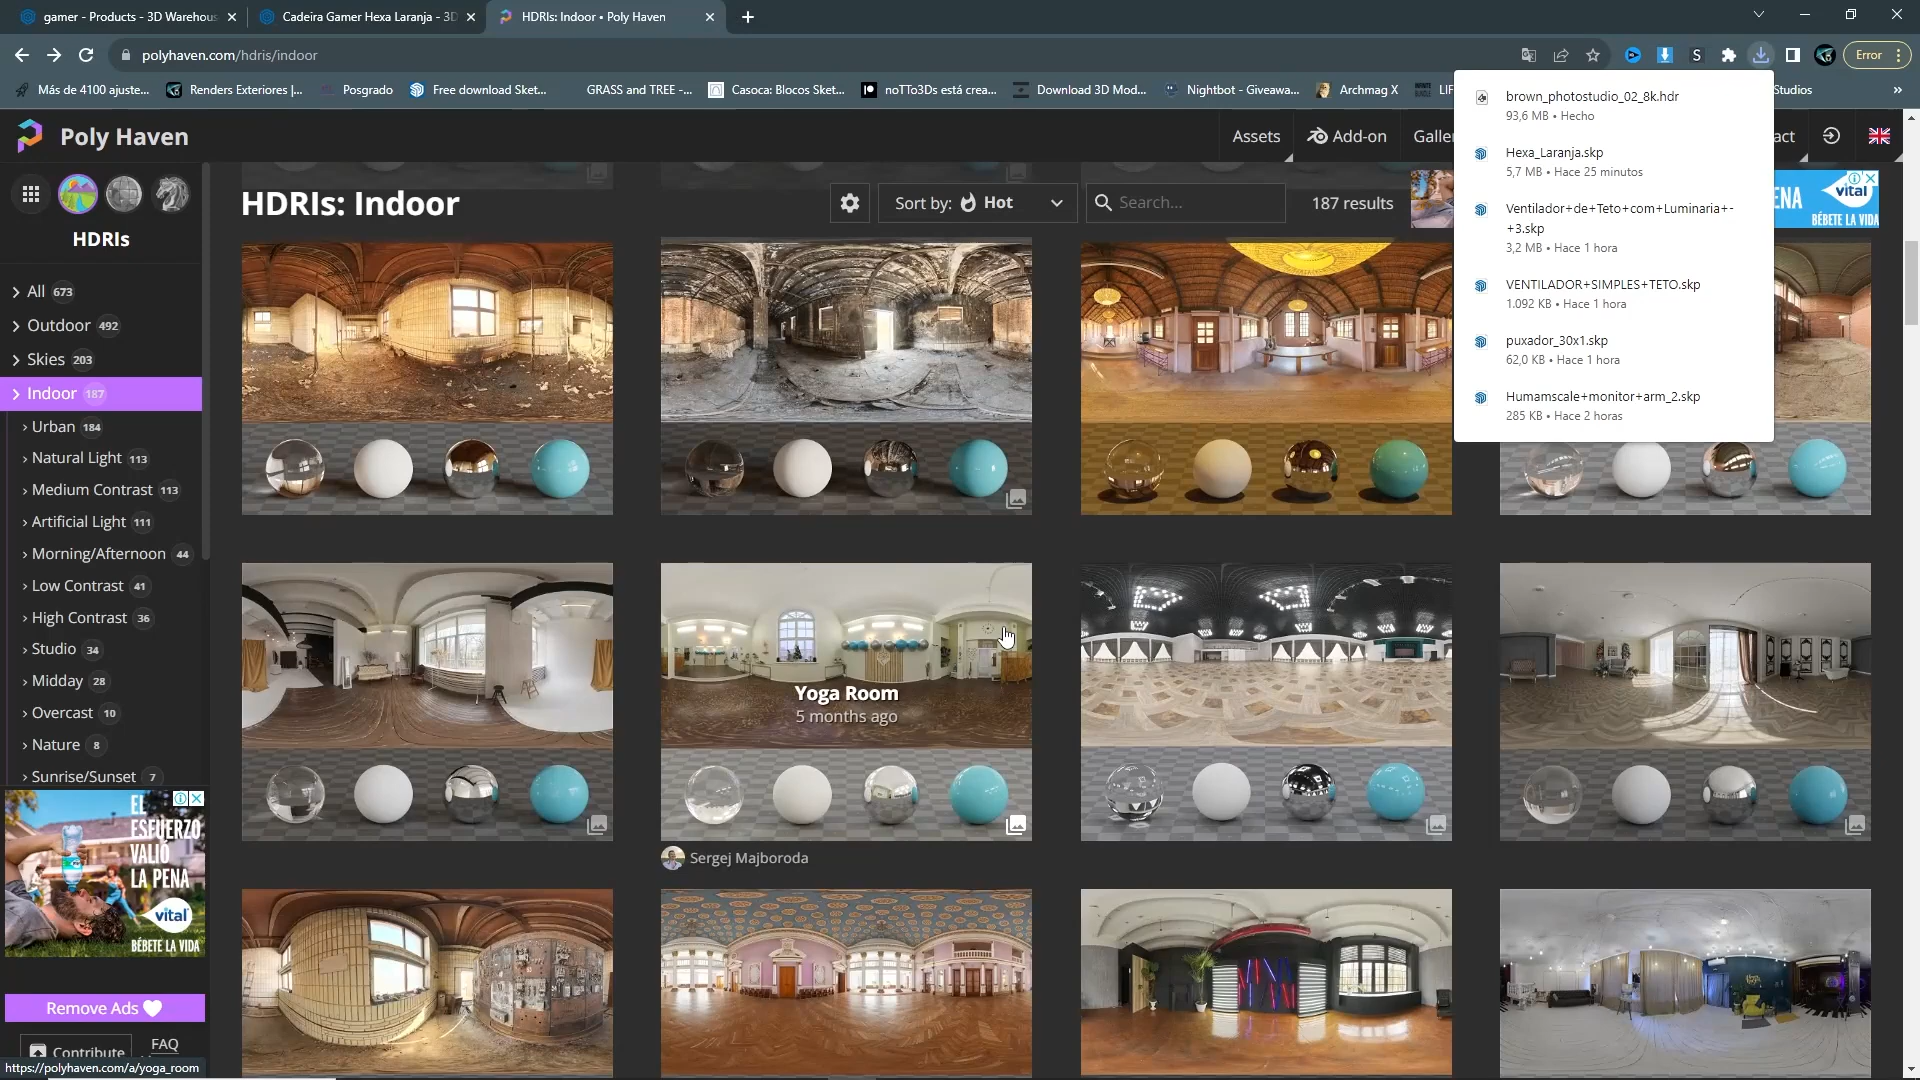 gamer - Products - 3D Warehous
Cadeira Gamer Hexa Laranja - 3D
HDRIs: Indoor • Poly Haven
polyhaven.com/hdris/indoor
Error
Más de 4100 ajuste...
Renders Exteriores |...
Posgrado
Free download Sket...
GRASS and TREE -...
Casoca: Blocos Sket...
noTTo3Ds está crea...
Download 3D Mod...
Nightbot - Giveawa...
Archmag X
LIF
Studios
»
Poly Haven
Assets
Add-on
Galler
act
brown_photostudio_02_8k.hdr
93,6 MB • Hecho
Hexa_Laranja.skp
5,7 MB • Hace 25 minutos
Ventilador+de+Teto+com+Luminaria+-
+3.skp
3,2 MB • Hace 1 hora
VENTILADOR+SIMPLES+TETO.skp
1.092 KB • Hace 1 hora
puxador_30x1.skp
62,0 KB • Hace 1 hora
Humamscale+monitor+arm_2.skp
285 KB • Hace 2 horas
HDRIs: Indoor
Sort by: Hot
Search...
187 results
ENA
vital
BÉBETE LA VIDA
HDRIs
All 673
Outdoor 492
Skies 203
Indoor 187
Urban 184
Natural Light 113
Medium Contrast 113
Artificial Light 111
Morning/Afternoon 44
Low Contrast 41
High Contrast 36
Studio 34
Midday 28
Overcast 10
Nature 8
Sunrise/Sunset 7
Yoga Room
5 months ago
Sergej Majboroda
EL
ESFUERZO
VALIÓ
LA PENA
vital
BÉBETE LA VIDA
Remove Ads
Contribute
FAQ
https://polyhaven.com/a/yoga_room